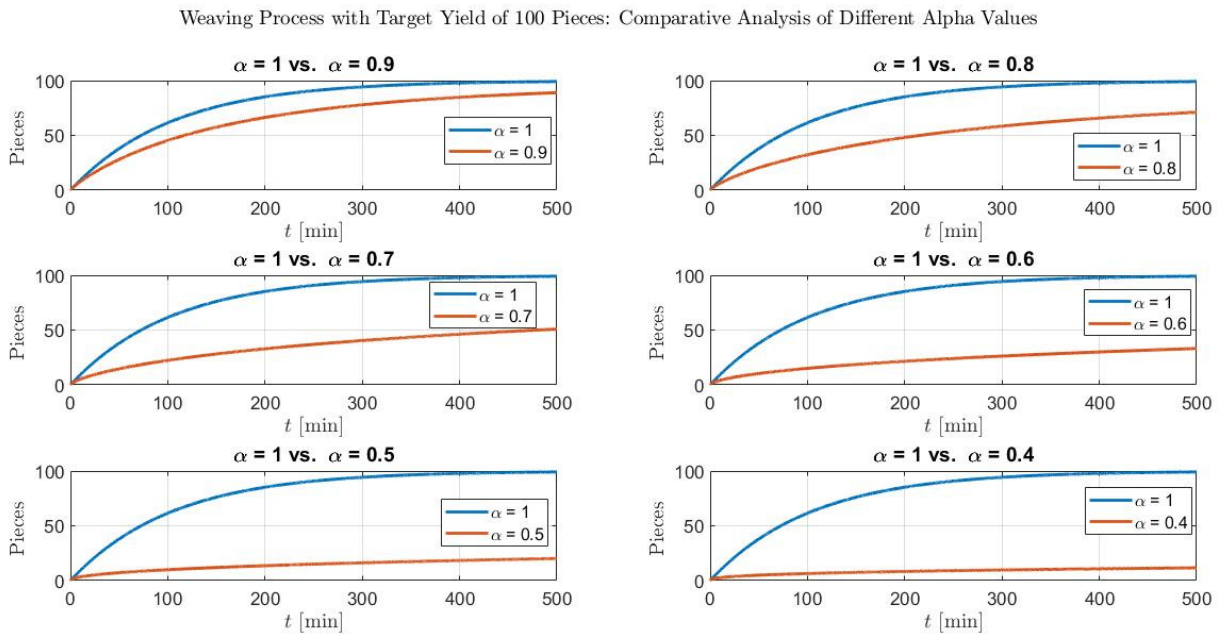 Weaving Process with Target Yield of 100 Pieces: Comparative Analysis of Different Alpha Values
α = 1 vs. α = 0.9
100
50
0
Pieces
α = 1
α = 0.9
0 100 200 300 400 500
t [min]
α = 1 vs. α = 0.8
100
50
0
Pieces
α = 1
α = 0.8
0 100 200 300 400 500
t [min]
α = 1 vs. α = 0.7
100
50
0
Pieces
α = 1
α = 0.7
0 100 200 300 400 500
t [min]
α = 1 vs. α = 0.6
100
50
0
Pieces
α = 1
α = 0.6
0 100 200 300 400 500
t [min]
α = 1 vs. α = 0.5
100
50
0
Pieces
α = 1
α = 0.5
0 100 200 300 400 500
t [min]
α = 1 vs. α = 0.4
100
50
0
Pieces
α = 1
α = 0.4
0 100 200 300 400 500
t [min]